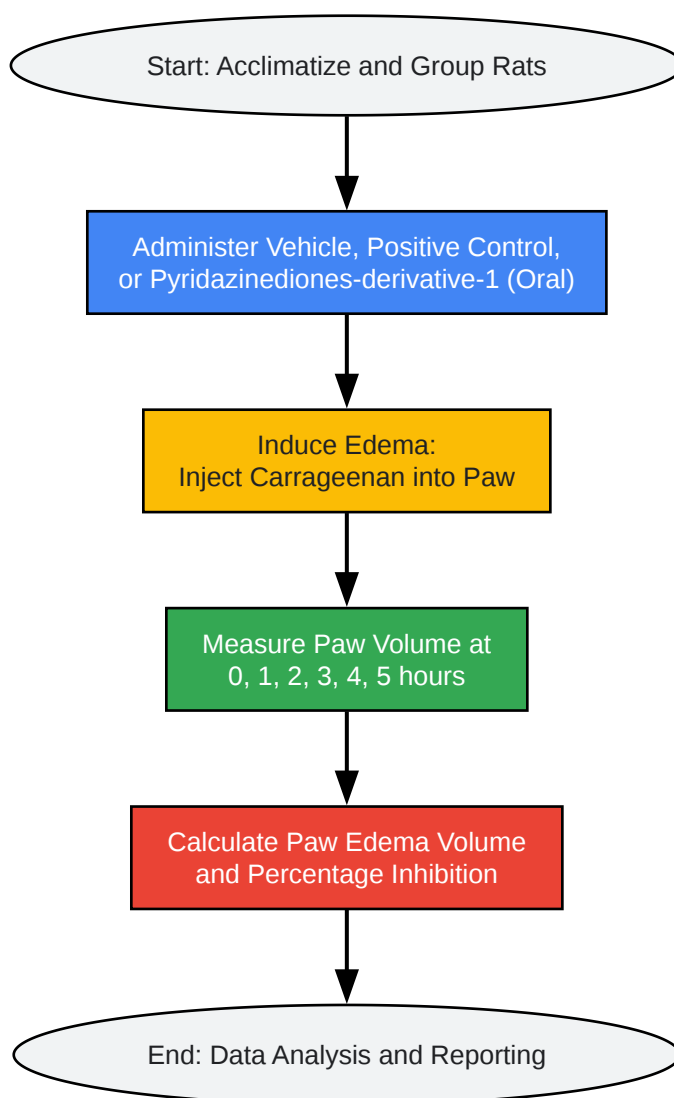 Start: Acclimatize and Group Rats
Administer Vehicle, Positive Control,
or Pyridazinediones-derivative-1 (Oral)
Induce Edema:
Inject Carrageenan into Paw
Measure Paw Volume at
0, 1, 2, 3, 4, 5 hours
Calculate Paw Edema Volume
and Percentage Inhibition
End: Data Analysis and Reporting